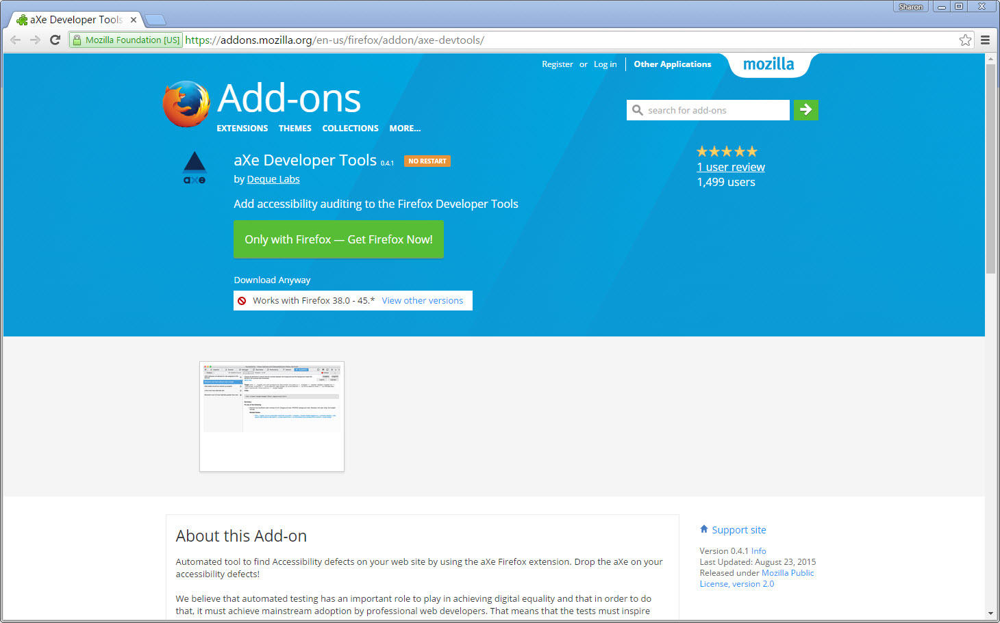 Sharon
aXe Developer Tools
Mozilla Foundation [US] https://addons.mozilla.org/en-us/firefox/addon/axe-devtools/
Register or Log in Other Applications mozilla
Add-ons
search for add-ons
EXTENSIONS THEMES COLLECTIONS MORE...
aXe Developer Tools 0.4.1 NO RESTART
axe
by Deque Labs
1 user review
1,499 users
Add accessibility auditing to the Firefox Developer Tools
Only with Firefox — Get Firefox Now!
Download Anyway
Works with Firefox 38.0 - 45.* View other versions
About this Add-on
Automated tool to find Accessibility defects on your web site by using the aXe Firefox extension. Drop the aXe on your
accessibility defects!
We believe that automated testing has an important role to play in achieving digital equality and that in order to do
that, it must achieve mainstream adoption by professional web developers. That means that the tests must inspire
Support site
Version 0.4.1 Info
Last Updated: August 23, 2015
Released under Mozilla Public
License, version 2.0